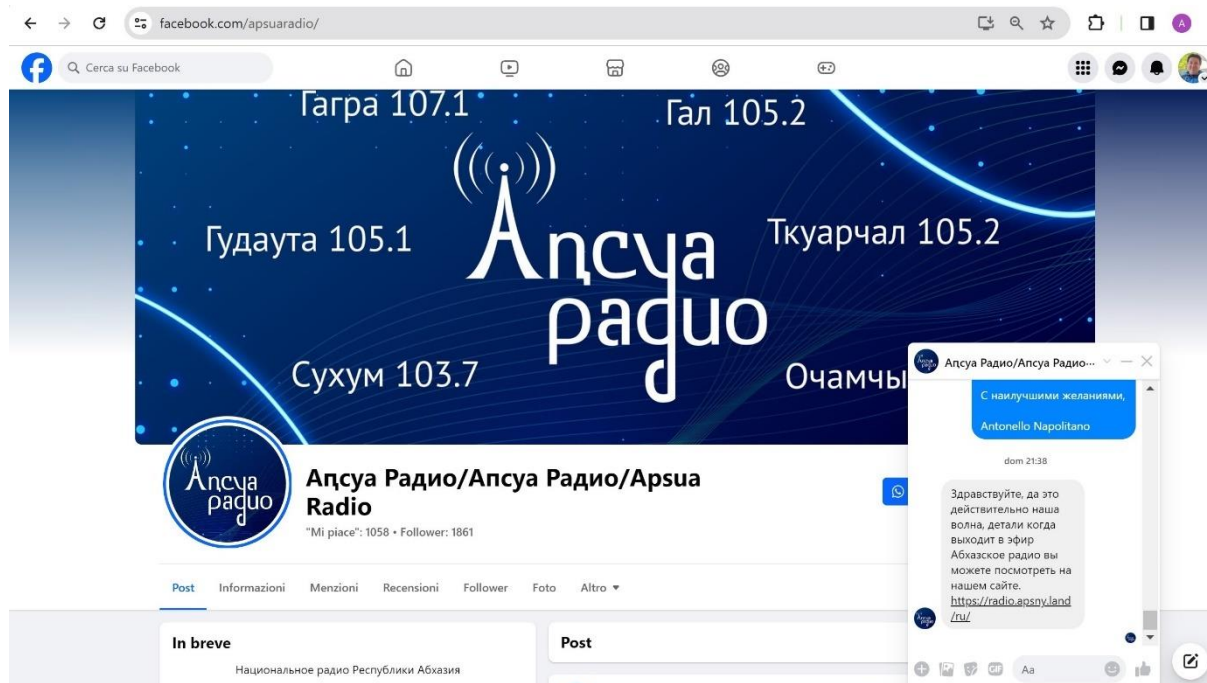 facebook.com/apsuaradio/
A
Cerca su Facebook
Гагра 107.1
Гал 105.2
Гудаута 105.1
Аԥсуа
радио
Ткуарчал 105.2
Сухум 103.7
Очамчы
Аԥсуа
радио
Аԥсуа Радио/Апсуа Радио/Apsua
Radio
"Mi piace": 1058 • Follower: 1861
Post Informazioni Menzioni Recensioni Follower Foto Altro
In breve
Национальное радио Республики Абхазия
Post
Аԥсуа Радио/Апсуа Радио...
С наилучшими желаниями,
Antonello Napolitano
dom 21:38
Здравствуйте, да это
действительно наша
волна, детали когда
выходит в эфир
Абхазское радио вы
можете посмотреть на
нашем сайте.
https://radio.apsny.land
/ru/
GIF
Aa